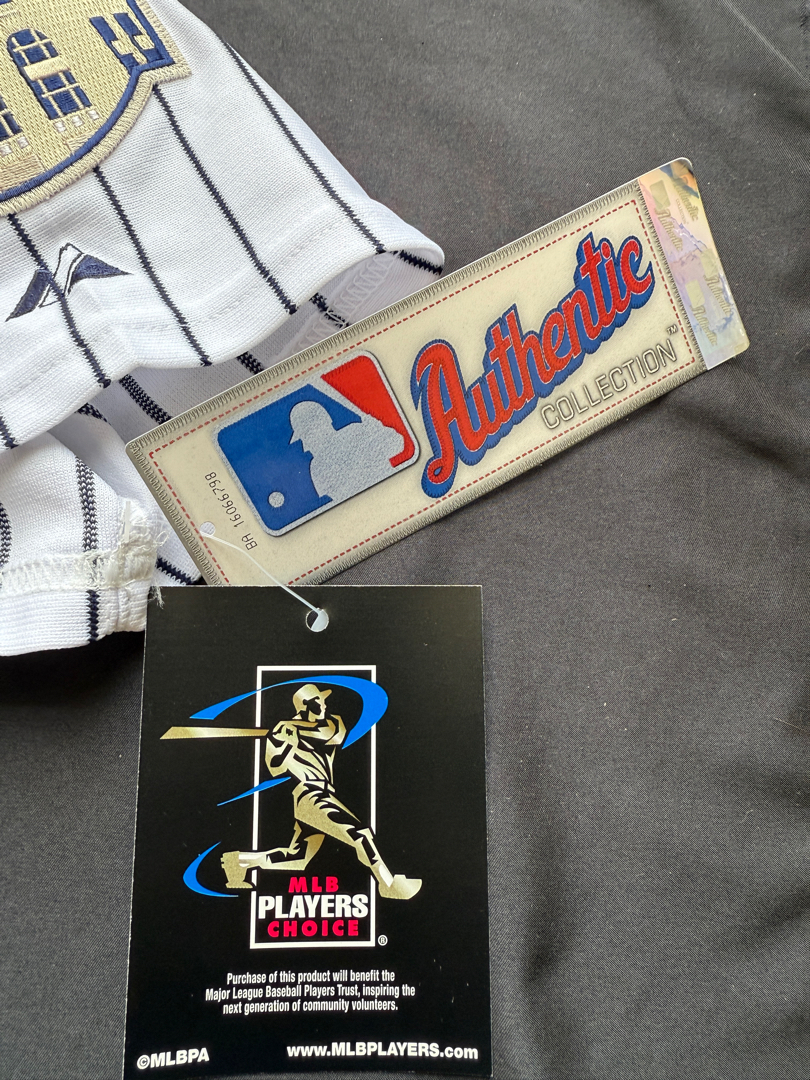 Authentic
COLLECTION™
BA 16066798
MLB
PLAYERS
CHOICE
®
Purchase of this product will benefit the
Major League Baseball Players Trust, inspiring the
next generation of community volunteers.
©MLBPA
www.MLBPLAYERS.com